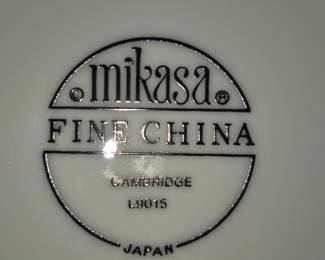 © mikasa ®
FINE CHINA
CAMBRIDGE
L9015
JAPAN